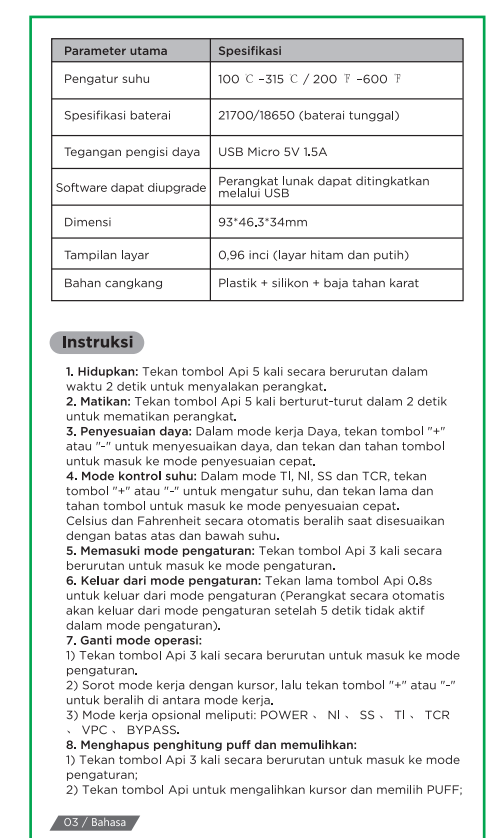 Parameter utama Spesifikasi
Pengatur suhu 100 ℃ -315 ℃ / 200 ℉ -600 ℉
Spesifikasi baterai 21700/18650 (baterai tunggal)
Tegangan pengisi daya USB Micro 5V 1.5A
Software dapat diupgrade Perangkat lunak dapat ditingkatkan
melalui USB
Dimensi 93*46.3*34mm
Tampilan layar 0,96 inci (layar hitam dan putih)
Bahan cangkang Plastik + silikon + baja tahan karat
Instruksi
1. Hidupkan: Tekan tombol Api 5 kali secara berurutan dalam
waktu 2 detik untuk menyalakan perangkat.
2. Matikan: Tekan tombol Api 5 kali berturut-turut dalam 2 detik
untuk mematikan perangkat.
3. Penyesuaian daya: Dalam mode kerja Daya, tekan tombol "+"
atau "-" untuk menyesuaikan daya, dan tekan dan tahan tombol
untuk masuk ke mode penyesuaian cepat.
4. Mode kontrol suhu: Dalam mode Tl, Nl, SS dan TCR, tekan
tombol "+" atau "-" untuk mengatur suhu, dan tekan lama dan
tahan tombol untuk masuk ke mode penyesuaian cepat.
Celsius dan Fahrenheit secara otomatis beralih saat disesuaikan
dengan batas atas dan bawah suhu.
5. Memasuki mode pengaturan: Tekan tombol Api 3 kali secara
berurutan untuk masuk ke mode pengaturan.
6. Keluar dari mode pengaturan: Tekan lama tombol Api 0.8s
untuk keluar dari mode pengaturan (Perangkat secara otomatis
akan keluar dari mode pengaturan setelah 5 detik tidak aktif
dalam mode pengaturan).
7. Ganti mode operasi:
1) Tekan tombol Api 3 kali secara berurutan untuk masuk ke mode
pengaturan.
2) Sorot mode kerja dengan kursor, lalu tekan tombol "+" atau "-"
untuk beralih di antara mode kerja.
3) Mode kerja opsional meliputi: POWER 、 Nl 、 SS 、 Tl 、 TCR
、 VPC 、 BYPASS.
8. Menghapus penghitung puff dan memulihkan:
1) Tekan tombol Api 3 kali secara berurutan untuk masuk ke mode
pengaturan;
2) Tekan tombol Api untuk mengalihkan kursor dan memilih PUFF;
03 / Bahasa